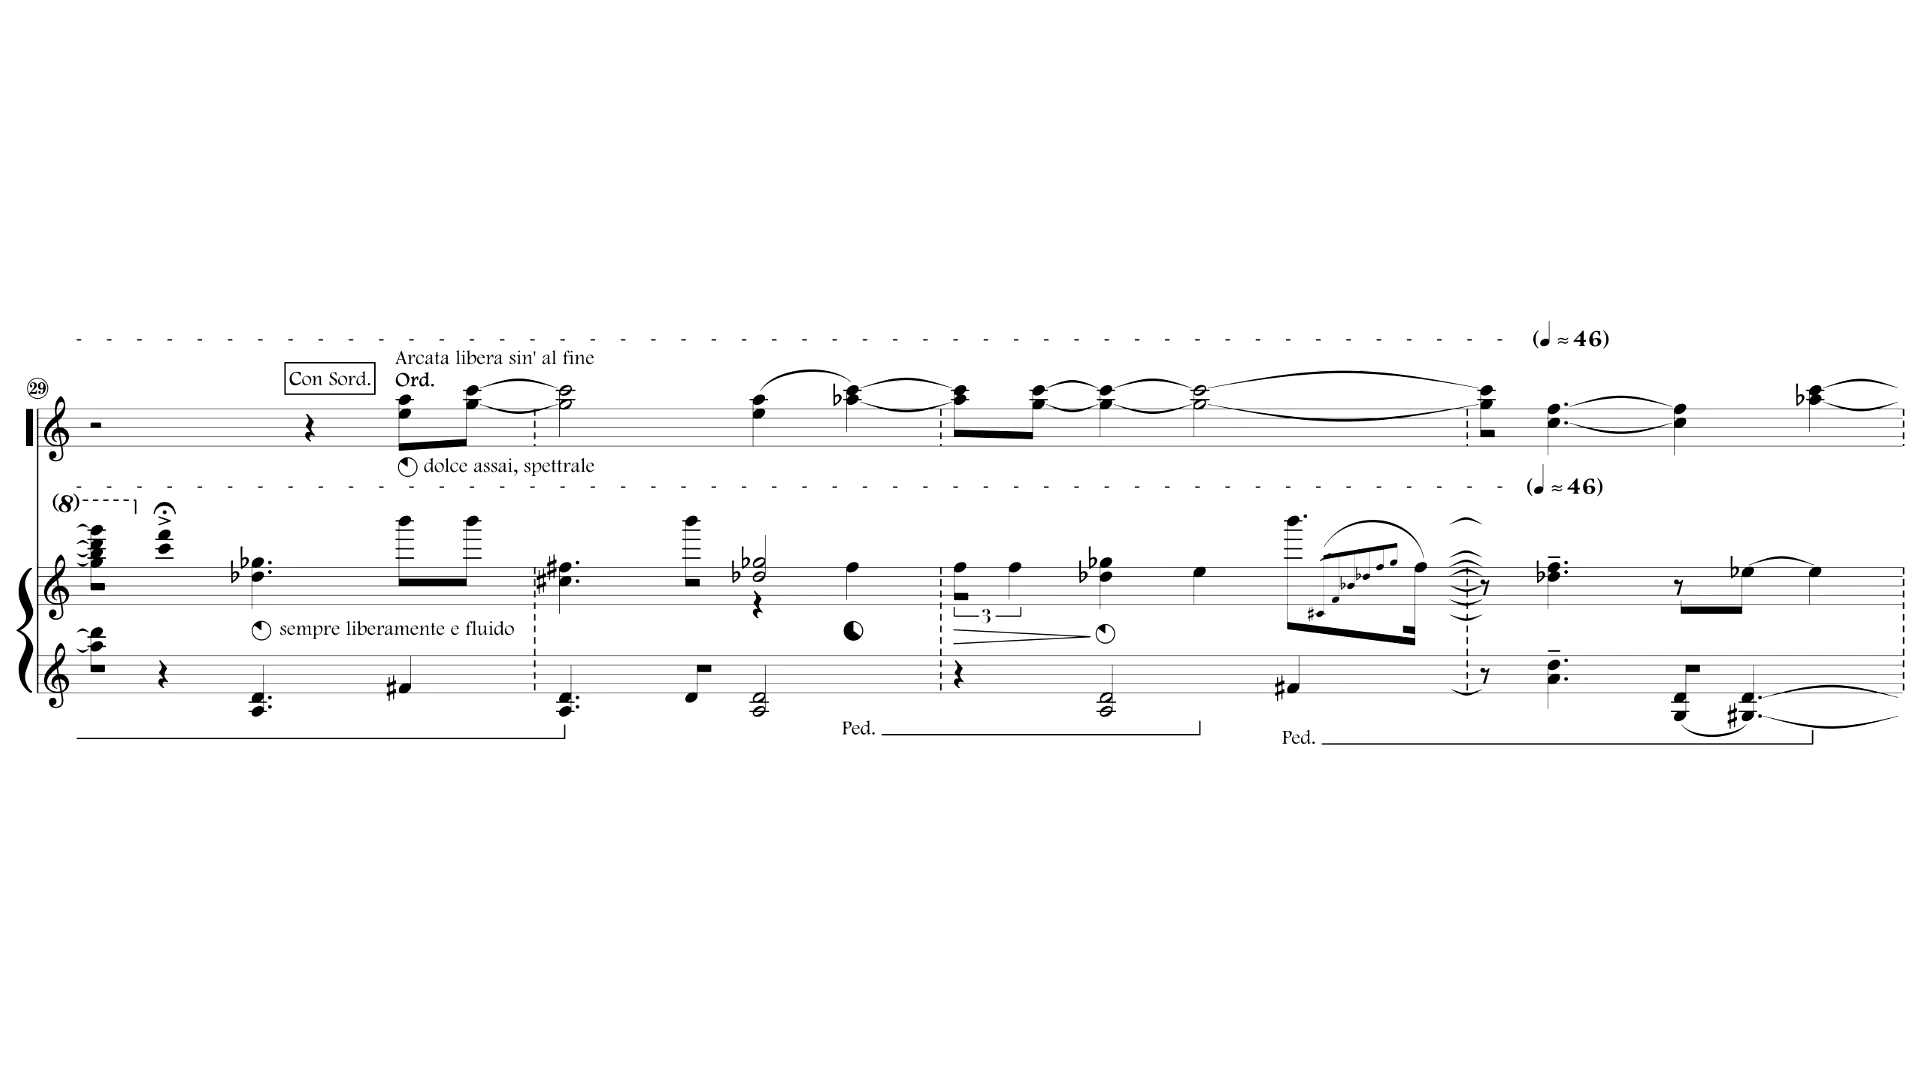 Arcata libera sin' al fine
(♩ ≈ 46)
29
Con Sord.
Ord.
dolce assai, spettrale
(♩ ≈ 46)
(8)
3
sempre liberamente e fluido
Ped.
Ped.